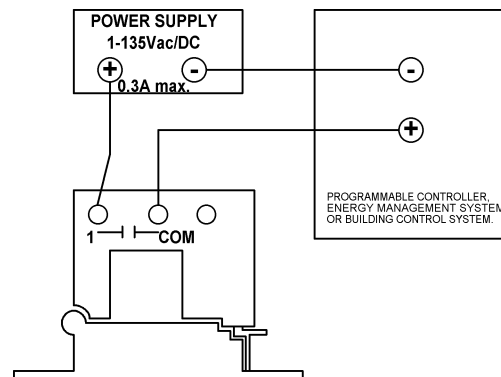 POWER SUPPLY
1-135Vac/DC
+ - -
0.3A max.
+
PROGRAMMABLE CONTROLLER,
ENERGY MANAGEMENT SYSTEM
OR BUILDING CONTROL SYSTEM.
1 COM